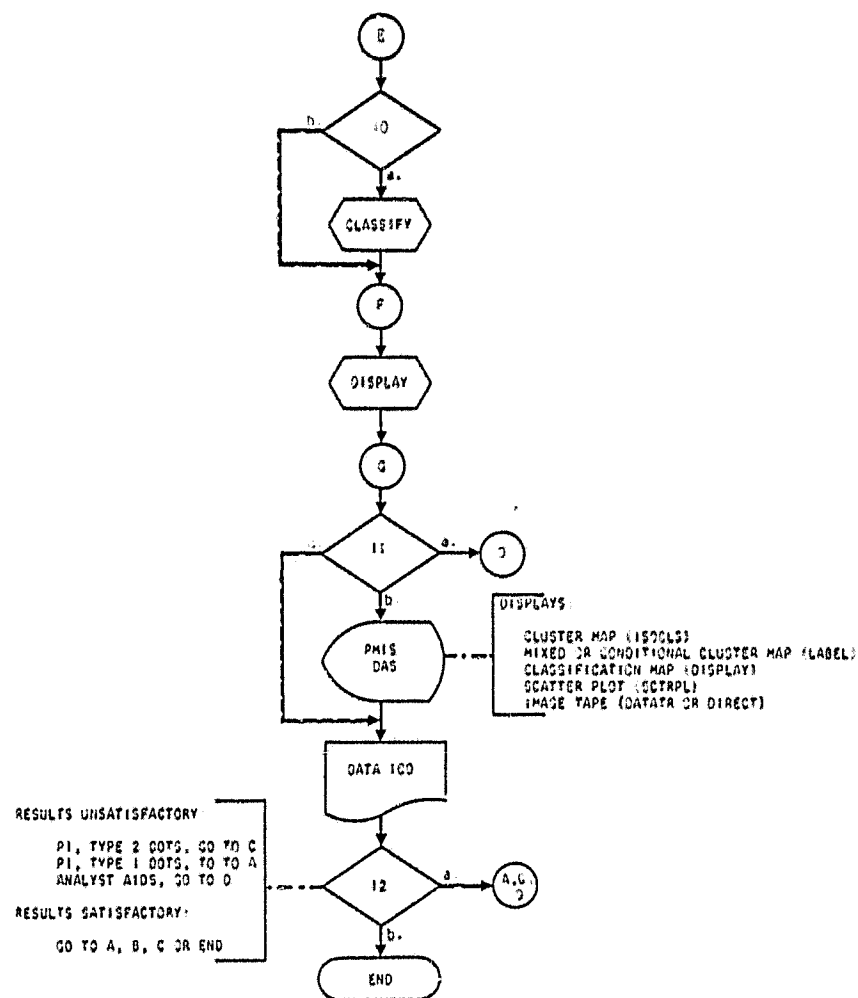 E
10
b.
a.
CLASSIFY
F
DISPLAY
G
11
a.
D
b.
PMIS
DAS
DISPLAYS:
CLUSTER MAP (ISOCLS)
MIXED OR CONDITIONAL CLUSTER MAP (LABEL)
CLASSIFICATION MAP (DISPLAY)
SCATTER PLOT (SCTRPL)
IMAGE TAPE (DATATR OR DIRECT)
DATA
RESULTS UNSATISFACTORY
PI, TYPE 2 DOTS, GO TO C
PI, TYPE 1 DOTS, TO TO A
ANALYST AIDS, GO TO D
RESULTS SATISFACTORY:
GO TO A, B, C OR END
12
a.
A,C,
D
b.
END